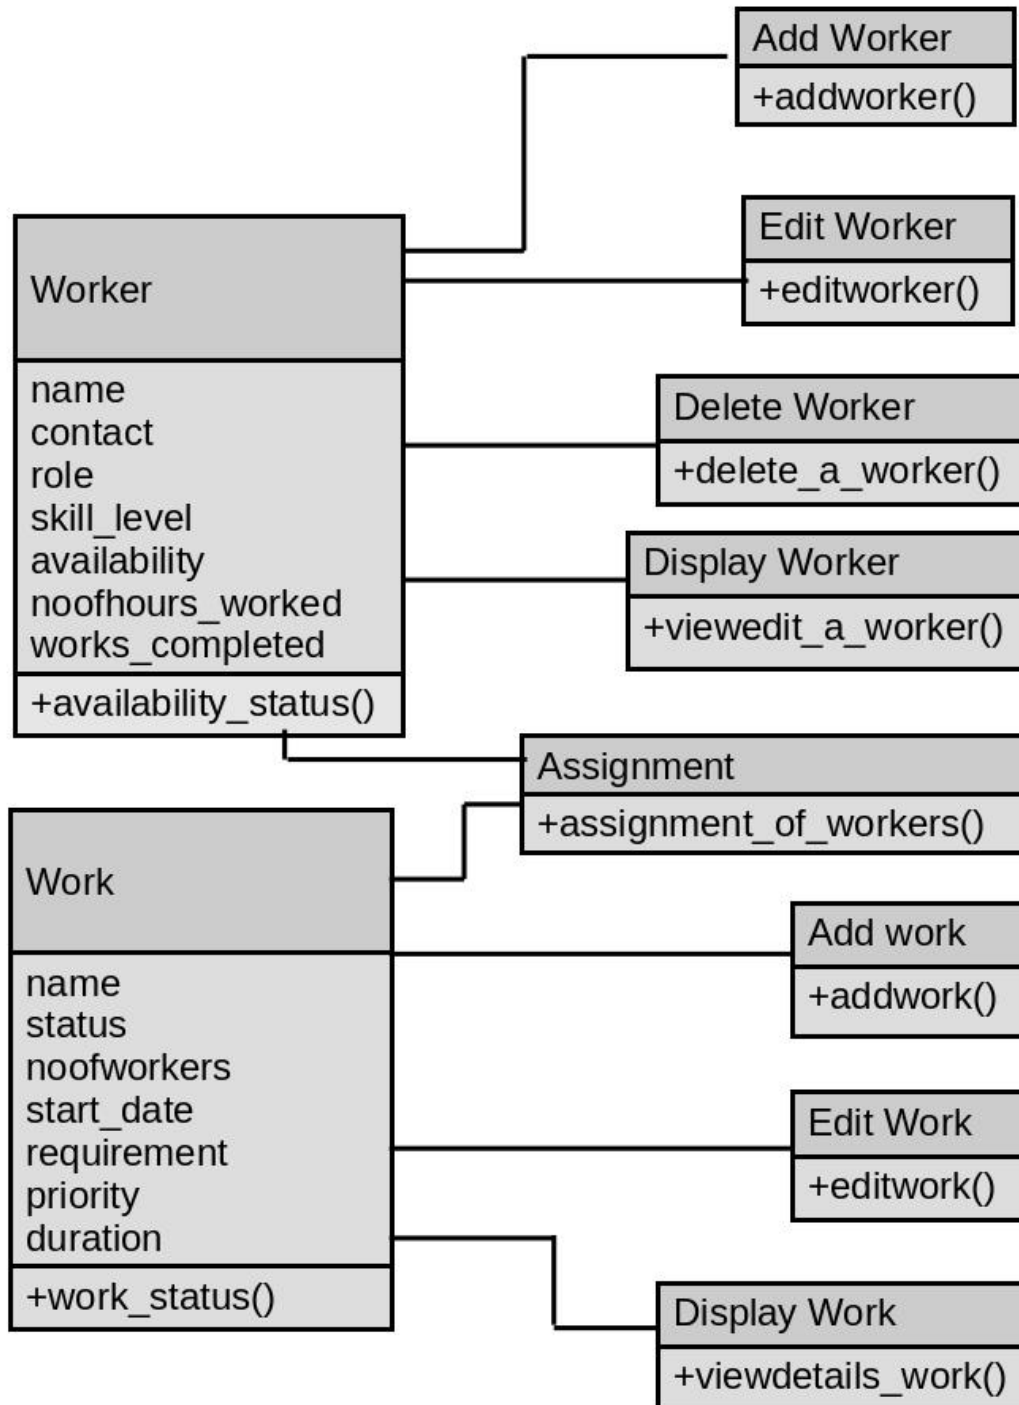 Add Worker
+addworker()
Edit Worker
+editworker()
Worker
name
contact
role
skill_level
availability
noofhours_worked
works_completed
+availability_status()
Delete Worker
+delete_a_worker()
Display Worker
+viewedit_a_worker()
Assignment
+assignment_of_workers()
Work
name
status
noofworkers
start_date
requirement
priority
duration
+work_status()
Add work
+addwork()
Edit Work
+editwork()
Display Work
+viewdetails_work()